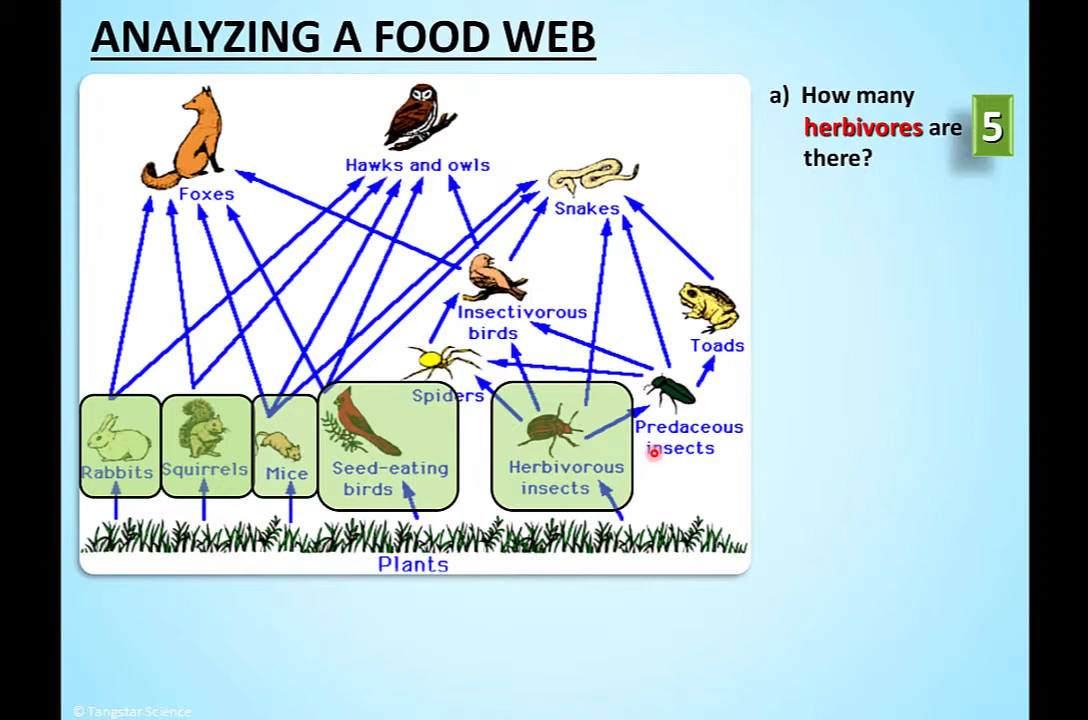 ANALYZING A FOOD WEB
a) How many
herbivores are
there?
5
Hawks and owls
Foxes
Snakes
Insectivorous
birds
Toads
Spiders
Predaceous
insects
Rabbits
Squirrels
Mice
Seed-eating
birds
Herbivorous
insects
Plants
© Tangstar Science